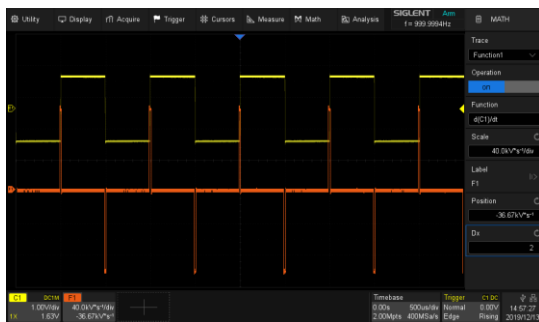 Utility Display Acquire Trigger Cursors Measure Math Analysis
SIGLENT Arm
f = 999.9994Hz
MATH
Trace
Function1
Operation
on
Function
d(C1)/dt
Scale
40.0kV*s⁻¹/div
Label
F1
Position
-36.67kV*s⁻¹
Dx
2
C1 DC1M
1.00V/div
1X 1.63V
F1
40.0kV*s⁻¹/div
-36.67kV*s⁻¹
Timebase
0.00s 500us/div
2.00Mpts 400MSa/s
Trigger C1 DC
Normal 0.00V
Edge Rising
14:57:27
2019/12/13